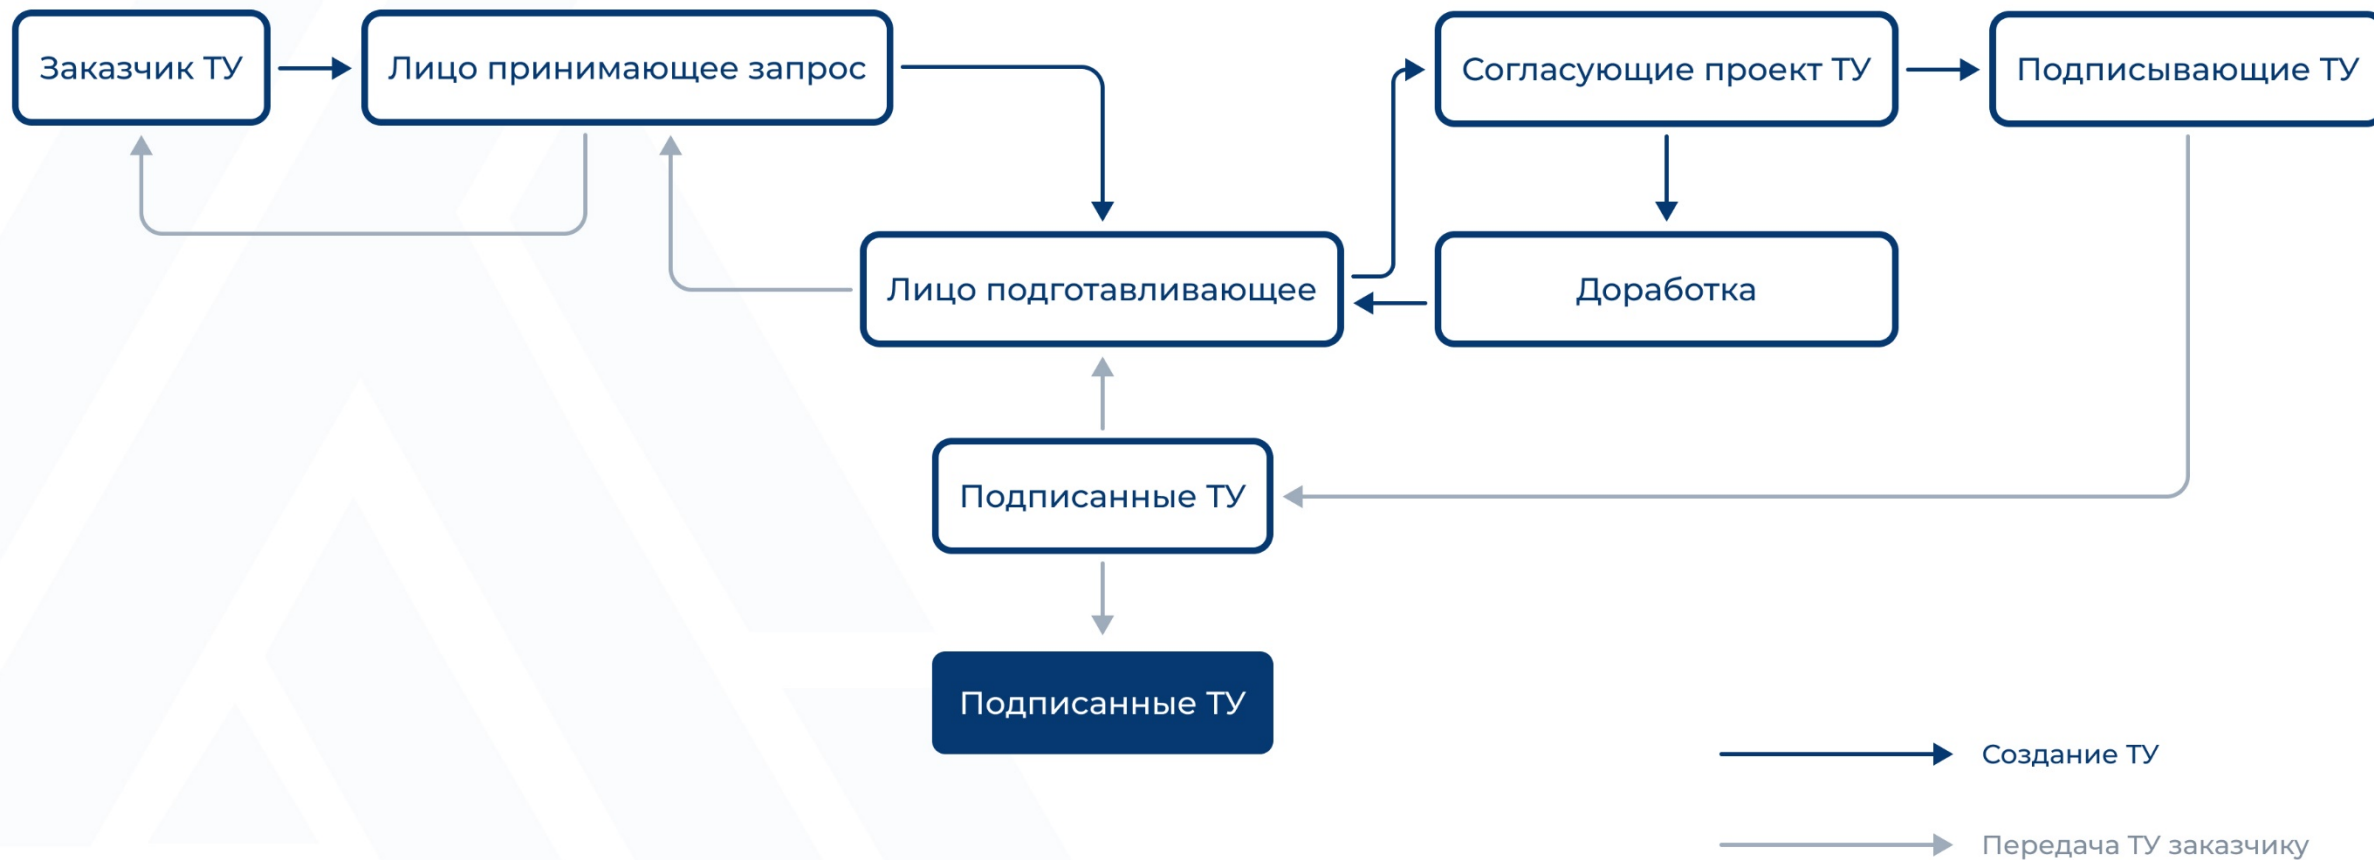 Заказчик ТУ
Лицо принимающее запрос
Согласующие проект ТУ
Подписывающие ТУ
Лицо подготавливающее
Доработка
Подписанные ТУ
Подписанные ТУ
Создание ТУ
Передача ТУ заказчику